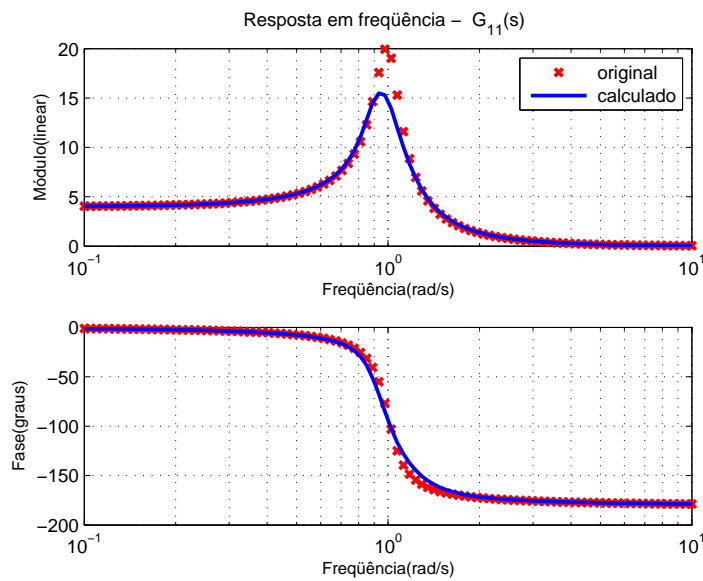 Resposta em freqüência − G11(s)
20
15
10
5
0
Módulo(linear)
original
calculado
10−1
100
101
Freqüência(rad/s)
0
−50
−100
−150
−200
Fase(graus)
10−1
100
101
Freqüência(rad/s)